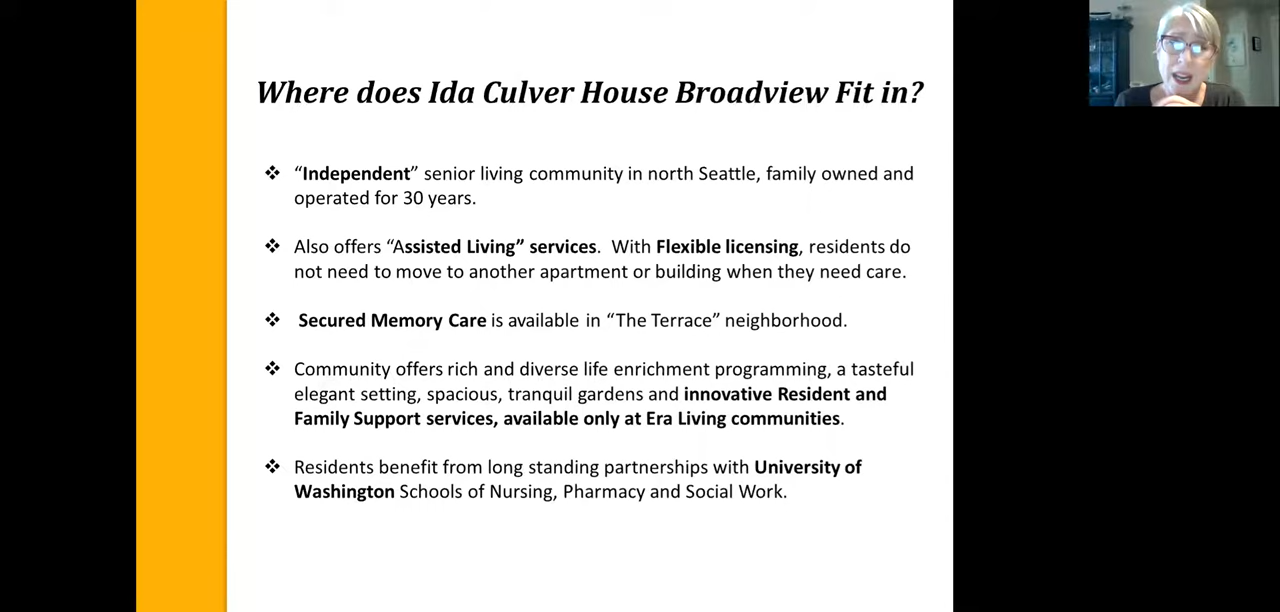 Where does Ida Culver House Broadview Fit in?
❖ “Independent” senior living community in north Seattle, family owned and
operated for 30 years.
❖ Also offers “Assisted Living” services.  With Flexible licensing, residents do
not need to move to another apartment or building when they need care.
❖ Secured Memory Care is available in “The Terrace” neighborhood.
❖ Community offers rich and diverse life enrichment programming, a tasteful
elegant setting, spacious, tranquil gardens and innovative Resident and
Family Support services, available only at Era Living communities.
❖ Residents benefit from long standing partnerships with University of
Washington Schools of Nursing, Pharmacy and Social Work.